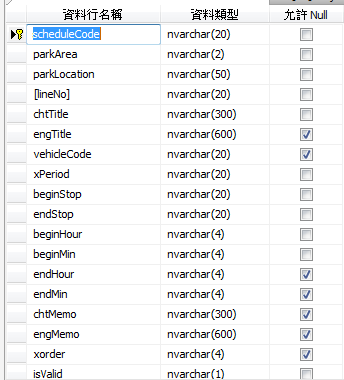 資料行名稱 資料類型 允許 Null
scheduleCode nvarchar(20)
parkArea nvarchar(2)
parkLocation nvarchar(50)
[lineNo] nvarchar(20)
chtTitle nvarchar(300)
engTitle nvarchar(600)
vehicleCode nvarchar(20)
xPeriod nvarchar(20)
beginStop nvarchar(20)
endStop nvarchar(20)
beginHour nvarchar(4)
beginMin nvarchar(4)
endHour nvarchar(4)
endMin nvarchar(4)
chtMemo nvarchar(300)
engMemo nvarchar(600)
xorder nvarchar(4)
isValid nvarchar(1)